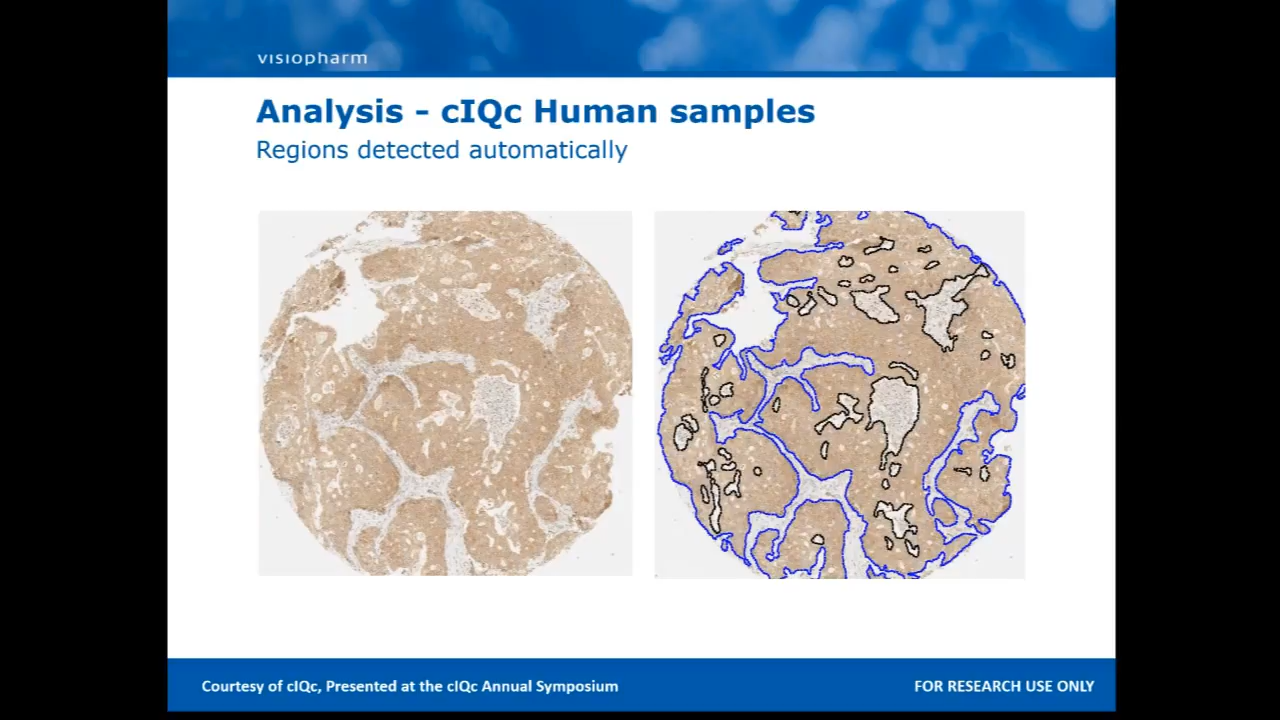 visiopharm
Analysis - cIQc Human samples
Regions detected automatically
Courtesy of cIQc, Presented at the cIQc Annual Symposium
FOR RESEARCH USE ONLY